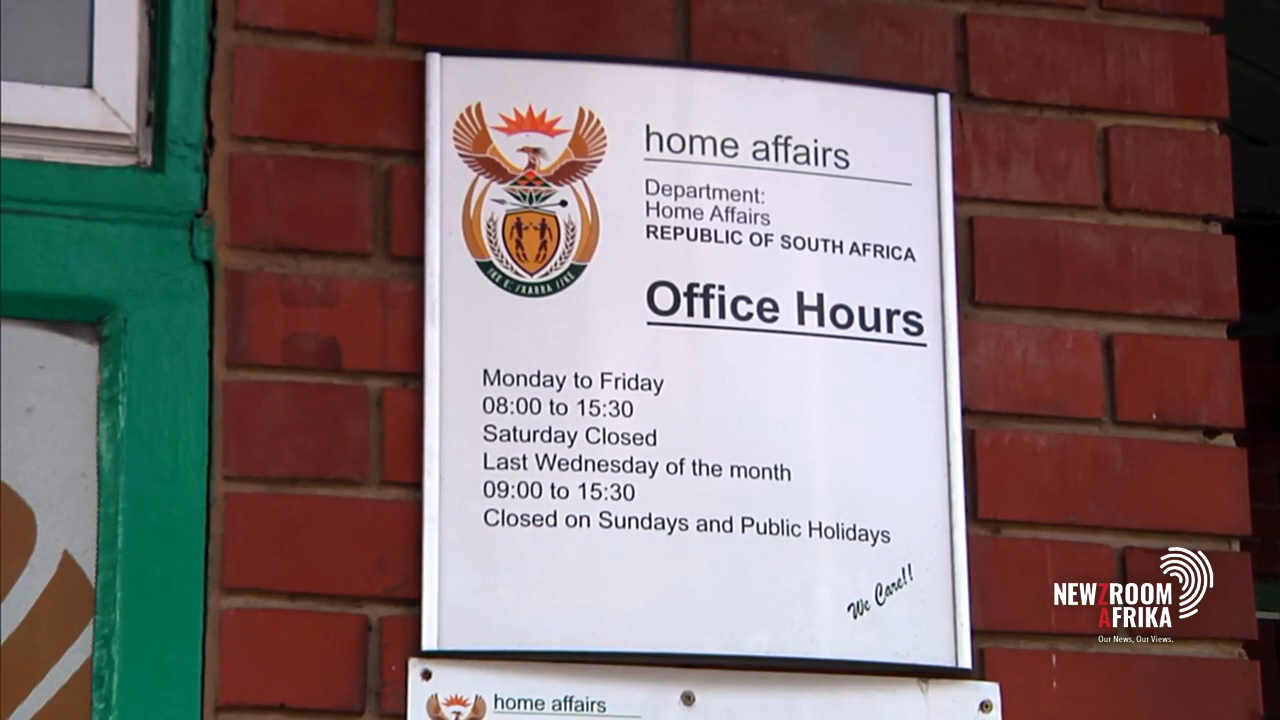 home affairs
Department:
Home Affairs
REPUBLIC OF SOUTH AFRICA
Office Hours
Monday to Friday
08:00 to 15:30
Saturday Closed
Last Wednesday of the month
09:00 to 15:30
Closed on Sundays and Public Holidays
We Care!!
home affairs
NEWZROOM
AFRIKA
Our News, Our Views.